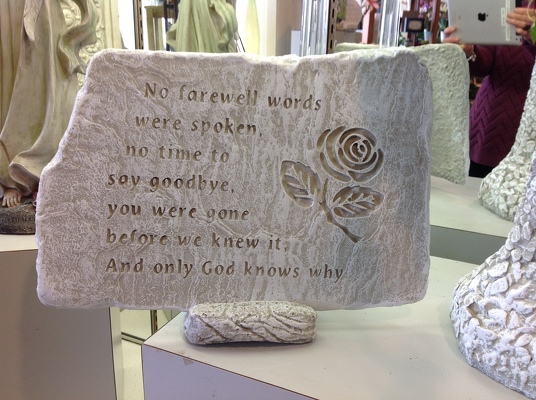 No farewell words
were spoken,
no time to
say goodbye,
you were gone
before we knew it,
And only God knows why